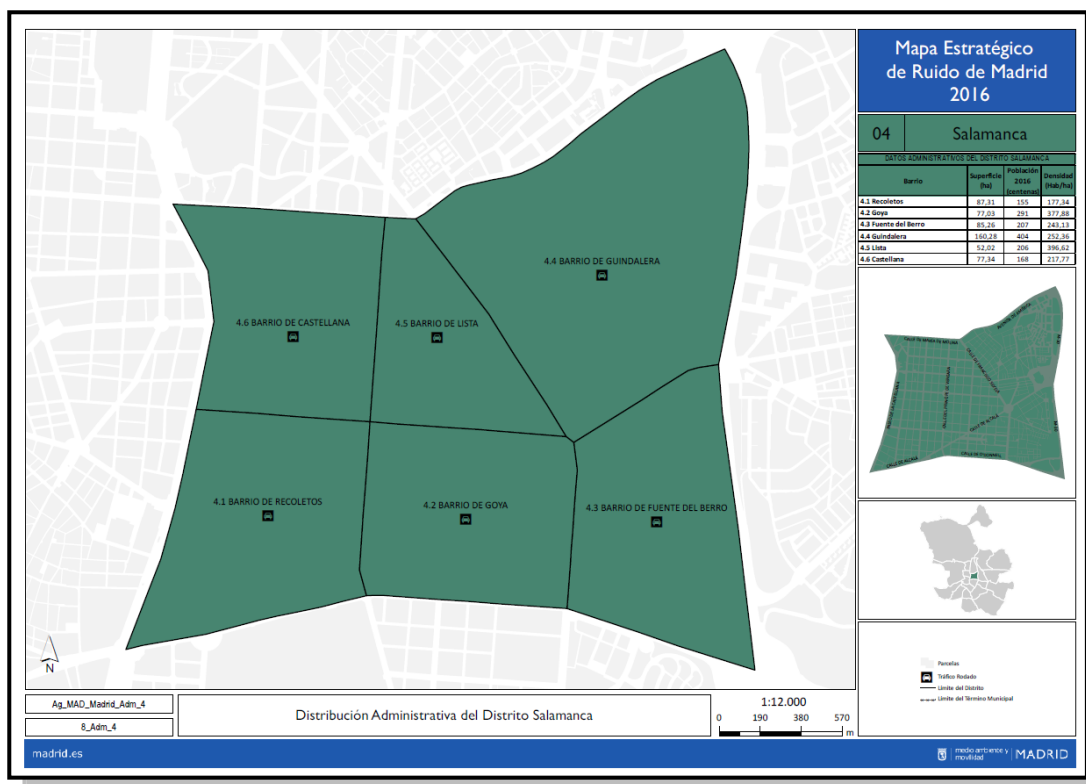 Mapa Estratégico
de Ruido de Madrid
2016
04 Salamanca
DATOS ADMINISTRATIVOS DEL DISTRITO SALAMANCA
Barrio Superficie (ha) Población 2016 (centenas) Densidad (Hab/ha)
4.1 Recoletos 87,31 155 177,34
4.2 Goya 77,03 291 377,88
4.3 Fuente del Berro 85,26 207 243,13
4.4 Guindalera 160,28 404 252,36
4.5 Lista 52,02 206 396,62
4.6 Castellana 77,34 168 217,77
4.4 BARRIO DE GUINDALERA
4.6 BARRIO DE CASTELLANA
4.5 BARRIO DE LISTA
4.1 BARRIO DE RECOLETOS
4.2 BARRIO DE GOYA
4.3 BARRIO DE FUENTE DEL BERRO
N
CALLE DE ALCALÁ
M-30
Parcelas
Tráfico Rodado
Límite del Distrito
Límite del Término Municipal
Ag_MAD_Madrid_Adm_4
8_Adm_4
Distribución Administrativa del Distrito Salamanca
1:12.000
0 190 380 570
m
madrid.es
medio ambiente y
movilidad
MADRID